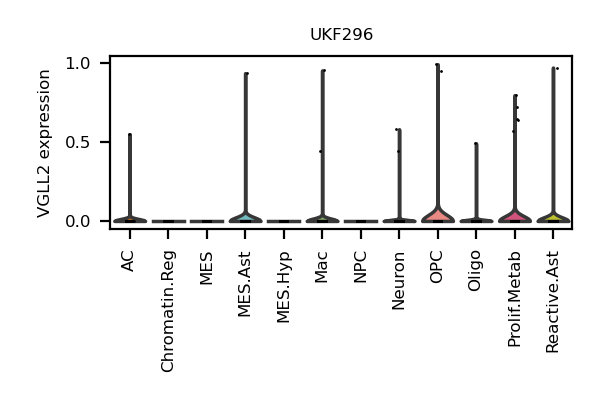 UKF296
VGLL2 expression
1.0
0.5
0.0
AC
Chromatin.Reg
MES
MES.Ast
MES.Hyp
Mac
NPC
Neuron
OPC
Oligo
Prolif.Metab
Reactive.Ast